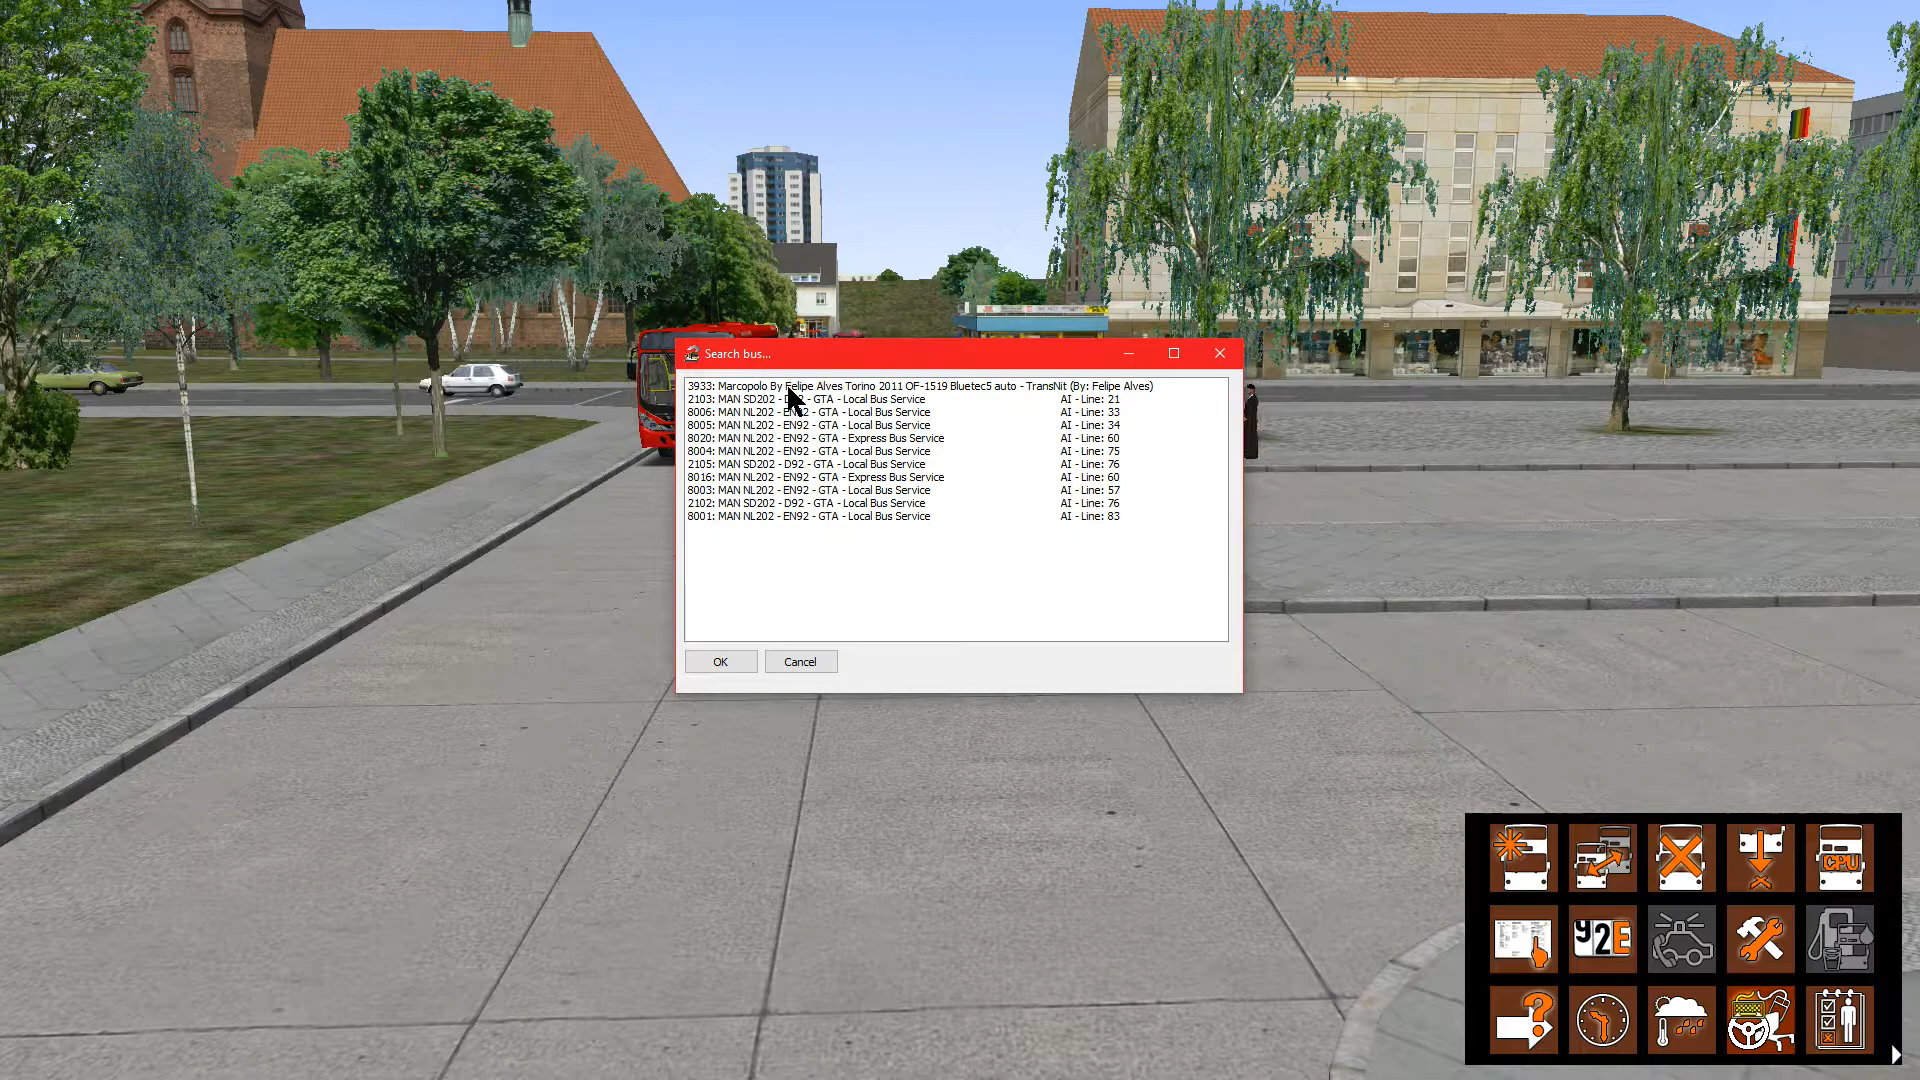 Search bus...
3933: Marcopolo By Felipe Alves Torino 2011 OF-1519 Bluetec5 auto - TransNit (By: Felipe Alves)
2103: MAN SD202 - D92 - GTA - Local Bus Service AI - Line: 21
8006: MAN NL202 - EN92 - GTA - Local Bus Service AI - Line: 33
8005: MAN NL202 - EN92 - GTA - Local Bus Service AI - Line: 34
8020: MAN NL202 - EN92 - GTA - Express Bus Service AI - Line: 60
8004: MAN NL202 - EN92 - GTA - Local Bus Service AI - Line: 75
2105: MAN SD202 - D92 - GTA - Local Bus Service AI - Line: 76
8016: MAN NL202 - EN92 - GTA - Express Bus Service AI - Line: 60
8003: MAN NL202 - EN92 - GTA - Local Bus Service AI - Line: 57
2102: MAN SD202 - D92 - GTA - Local Bus Service AI - Line: 76
8001: MAN NL202 - EN92 - GTA - Local Bus Service AI - Line: 83
OK Cancel
CPU
92E
?